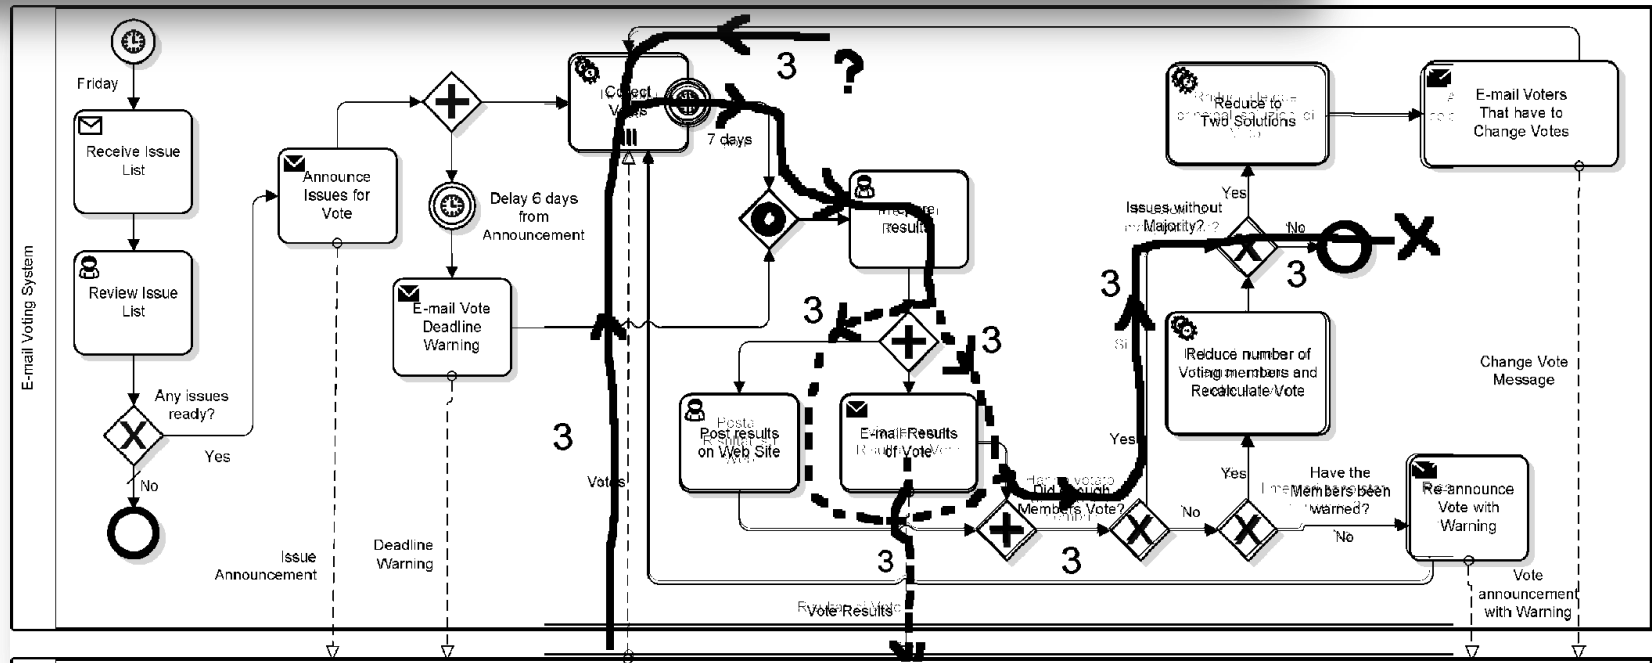 E-mail Voting System
Friday
Receive Issue
List
Review Issue
List
Any issues
ready?
Yes
No
Announce
Issues for
Vote
Issue
Announcement
Delay 6 days
from
Announcement
E-mail Vote
Deadline
Warning
Deadline
Warning
Collect
Votes
7 days
3
?
3
Votes
results
3
3
Post results
on Web Site
E-mail Results
of Vote
3
Vote Results
Did enough
Members Vote?
3
Yes
No
3
Have the
Members been
warned?
Yes
No
Re-announce
Vote with
Warning
Vote
announcement
with Warning
Reduce number of
Voting members and
Recalculate Vote
Issues without
Majority?
Yes
No
3
X
Reduce to
Two Solutions
E-mail Voters
That have to
Change Votes
Change Vote
Message